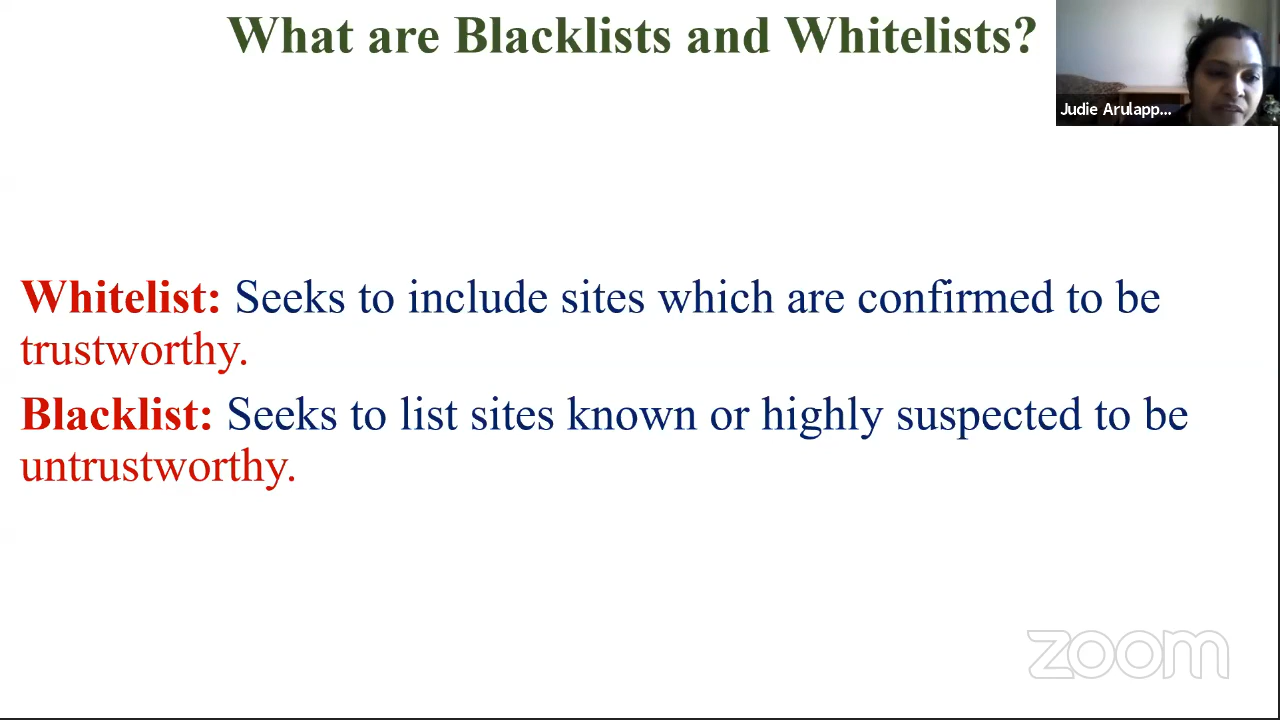 What are Blacklists and Whitelists?
Judie Arulapp...
Whitelist: Seeks to include sites which are confirmed to be
trustworthy.
Blacklist: Seeks to list sites known or highly suspected to be
untrustworthy.
zoom